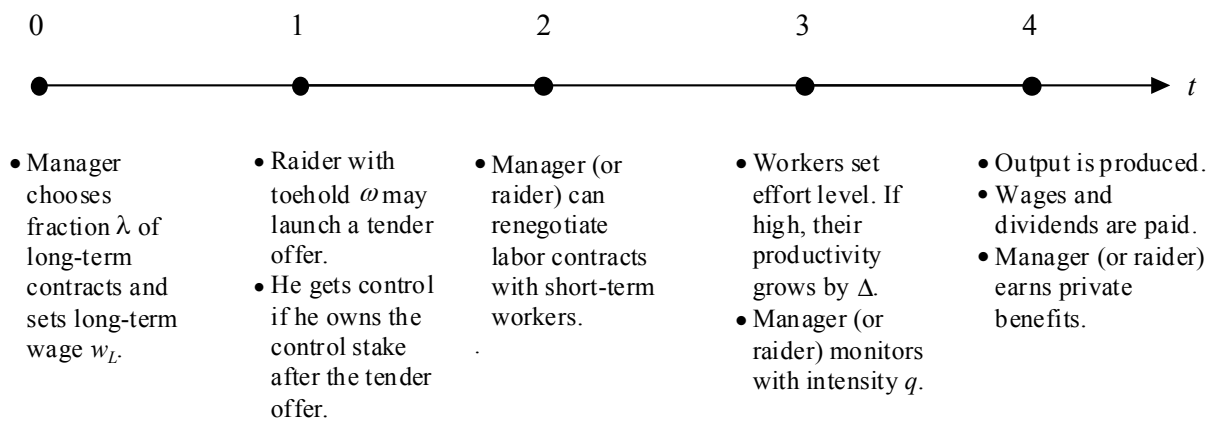 0 1 2 3 4
t
• Manager
chooses
fraction λ of
long-term
contracts and
sets long-term
wage wL.
• Raider with
toehold ω may
launch a tender
offer.
• He gets control
if he owns the
control stake
after the tender
offer.
• Manager (or
raider) can
renegotiate
labor contracts
with short-term
workers.
.
• Workers set
effort level. If
high, their
productivity
grows by Δ.
• Manager (or
raider) monitors
with intensity q.
• Output is produced.
• Wages and
dividends are paid.
• Manager (or raider)
earns private
benefits.